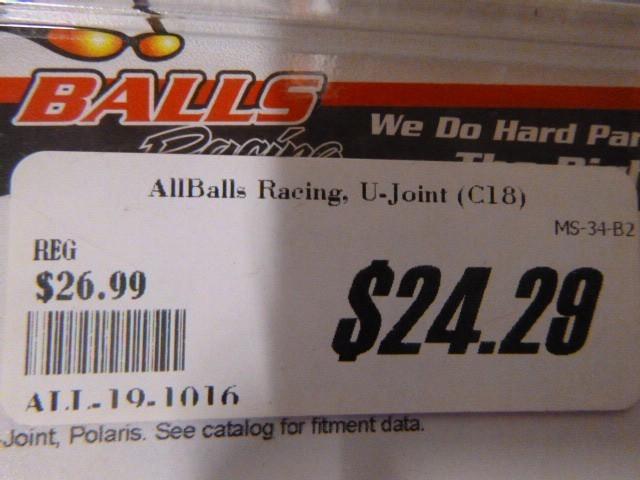 BALLS
Racing
We Do Hard
AllBalls Racing, U-Joint (C18)
MS-34-B2
REG
$26.99
$24.29
ALL-19-1016
-Joint, Polaris. See catalog for fitment data.